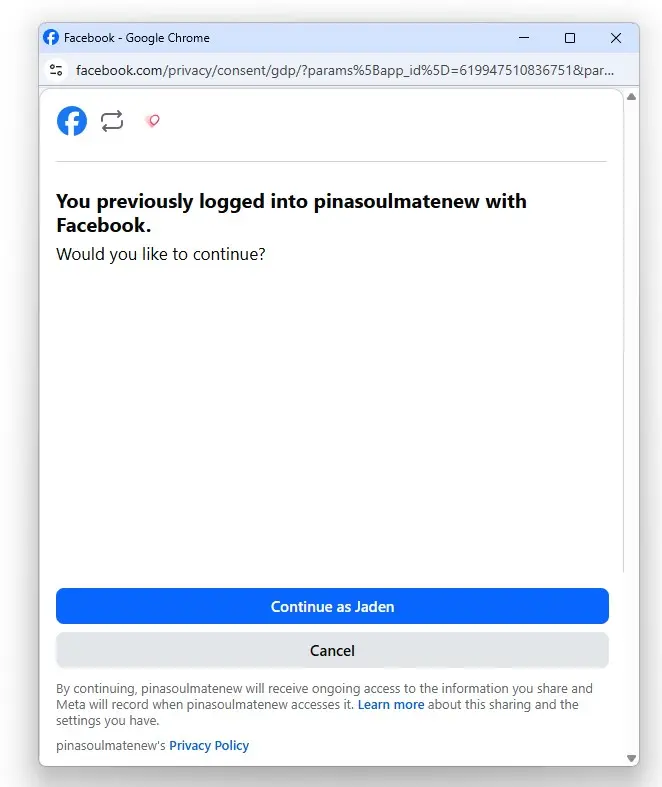 Facebook - Google Chrome
facebook.com/privacy/consent/gdp/?params%5Bapp_id%5D=619947510836751&par...
You previously logged into pinasoulmatenew with
Facebook.
Would you like to continue?
Continue as Jaden
Cancel
By continuing, pinasoulmatenew will receive ongoing access to the information you share and
Meta will record when pinasoulmatenew accesses it. Learn more about this sharing and the
settings you have.
pinasoulmatenew's Privacy Policy